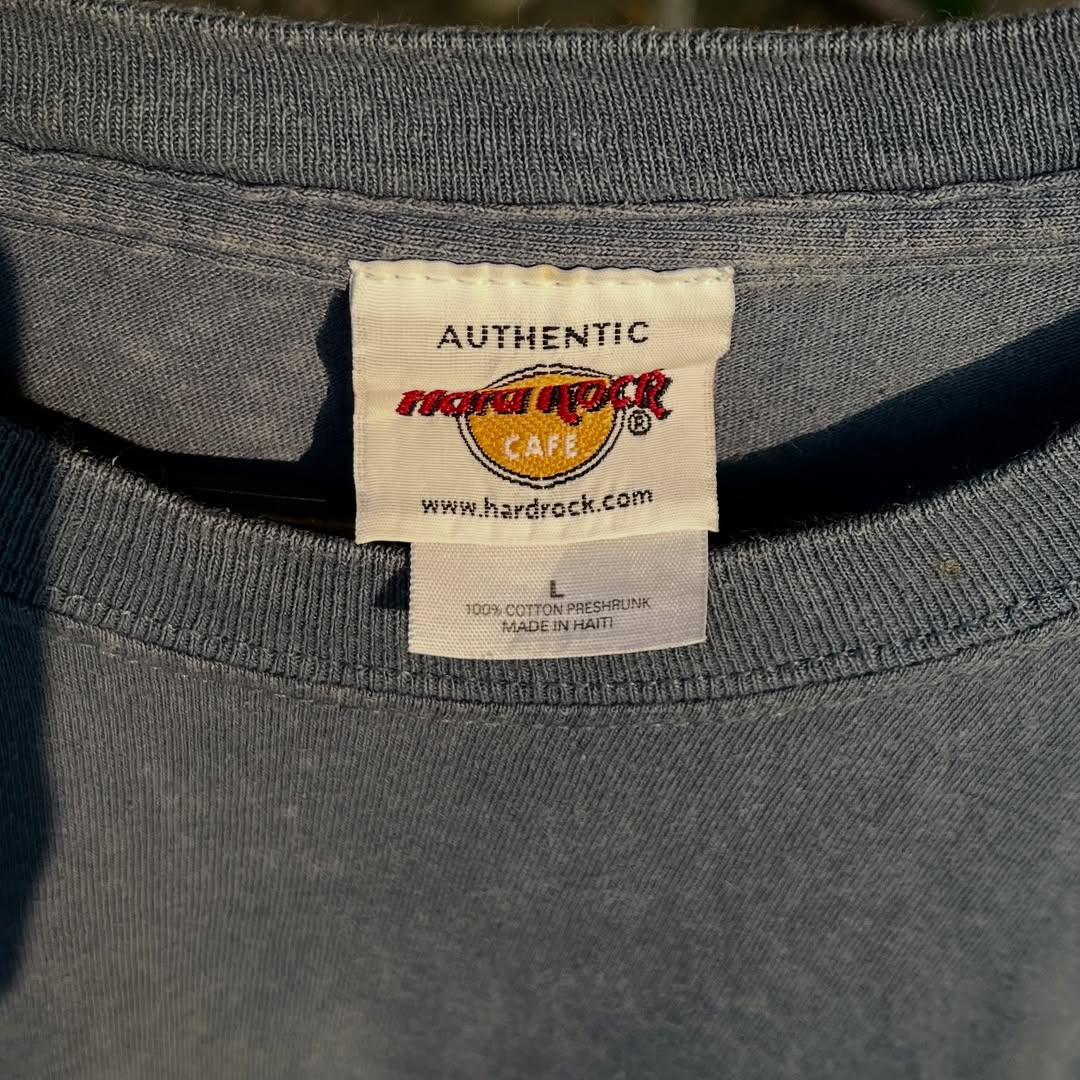 AUTHENTIC
Hard Rock
CAFE
®
www.hardrock.com
L
100% COTTON PRESHRUNK
MADE IN HAITI